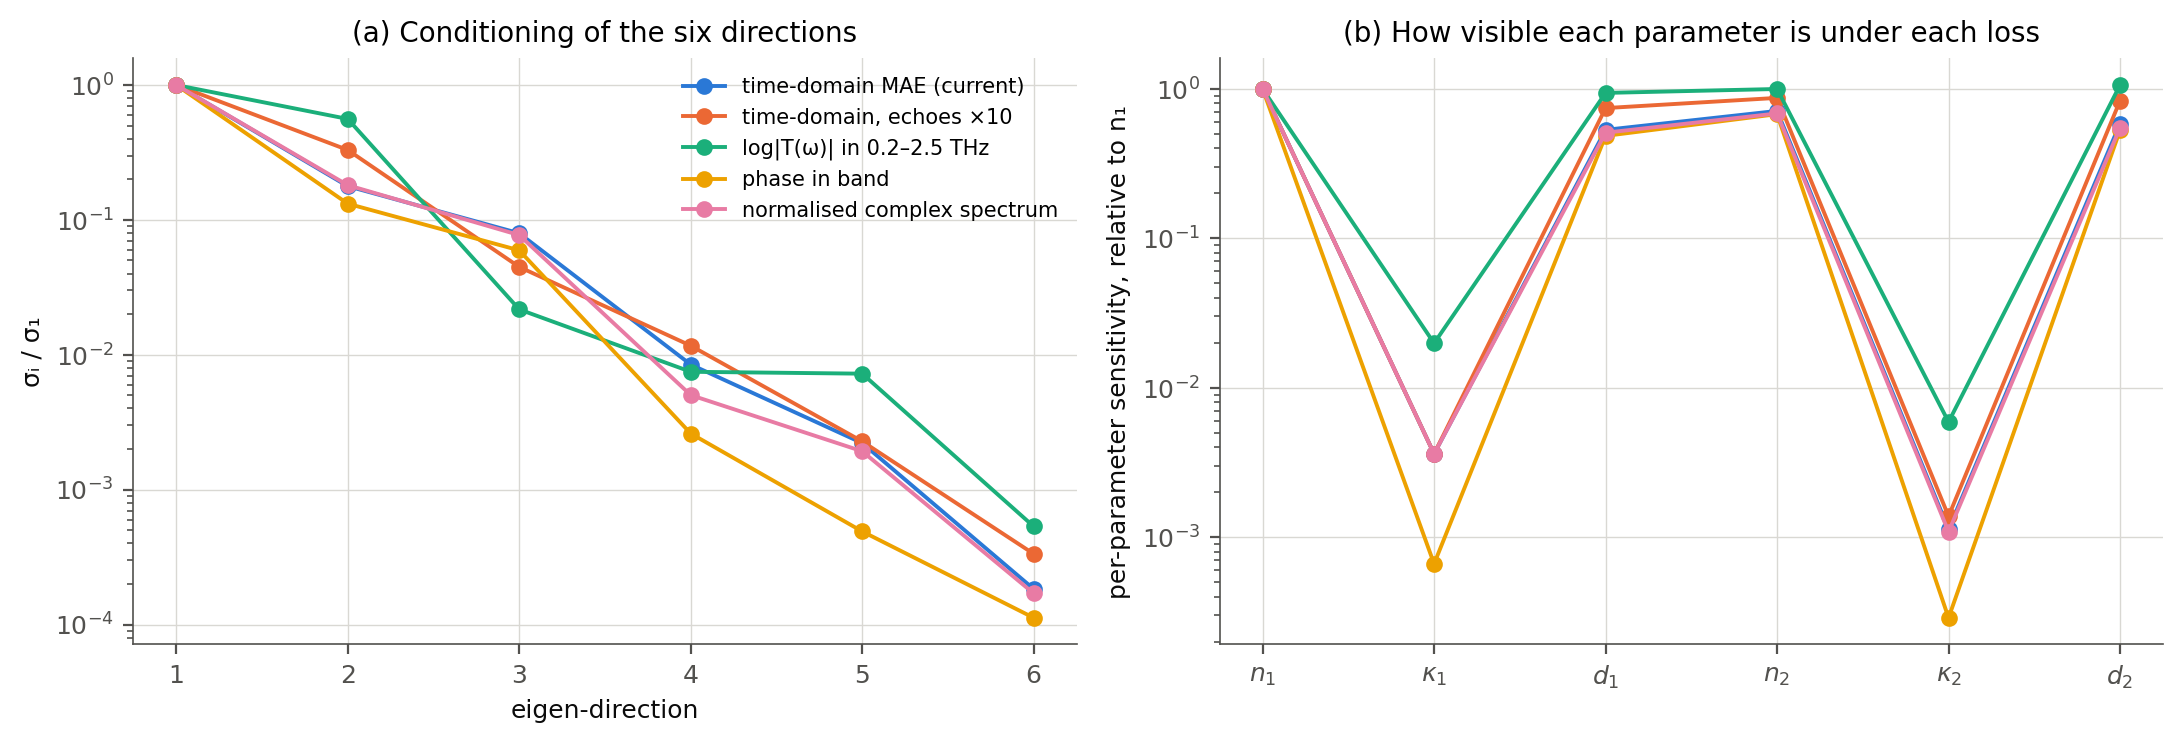 (a) Conditioning of the six directions
σᵢ / σ₁
10⁰
10⁻¹
10⁻²
10⁻³
10⁻⁴
time-domain MAE (current)
time-domain, echoes ×10
log|T(ω)| in 0.2–2.5 THz
phase in band
normalised complex spectrum
1 2 3 4 5 6
eigen-direction
(b) How visible each parameter is under each loss
per-parameter sensitivity, relative to n₁
10⁰
10⁻¹
10⁻²
10⁻³
n₁ κ₁ d₁ n₂ κ₂ d₂